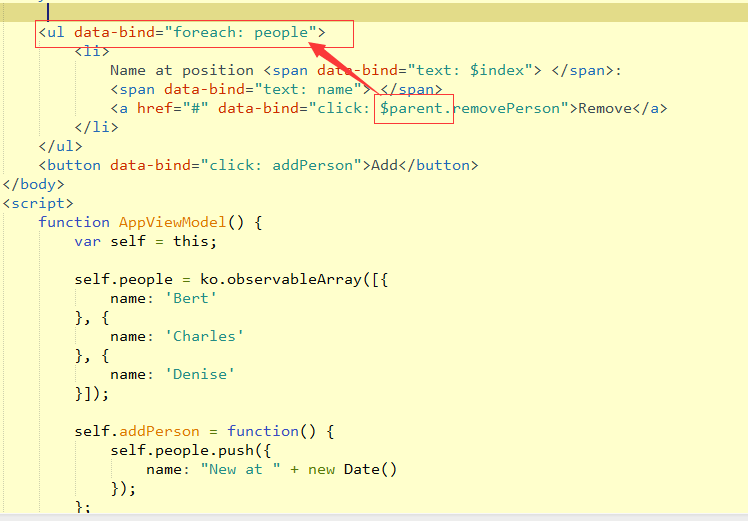 <ul data-bind="foreach: people">
<li>
Name at position <span data-bind="text: $index"> </span>:
<span data-bind="text: name"> </span>
<a href="#" data-bind="click: $parent.removePerson">Remove</a>
</li>
</ul>
<button data-bind="click: addPerson">Add</button>
</body>
<script>
function AppViewModel() {
var self = this;
self.people = ko.observableArray([{
name: 'Bert'
}, {
name: 'Charles'
}, {
name: 'Denise'
}]);
self.addPerson = function() {
self.people.push({
name: "New at " + new Date()
});
};